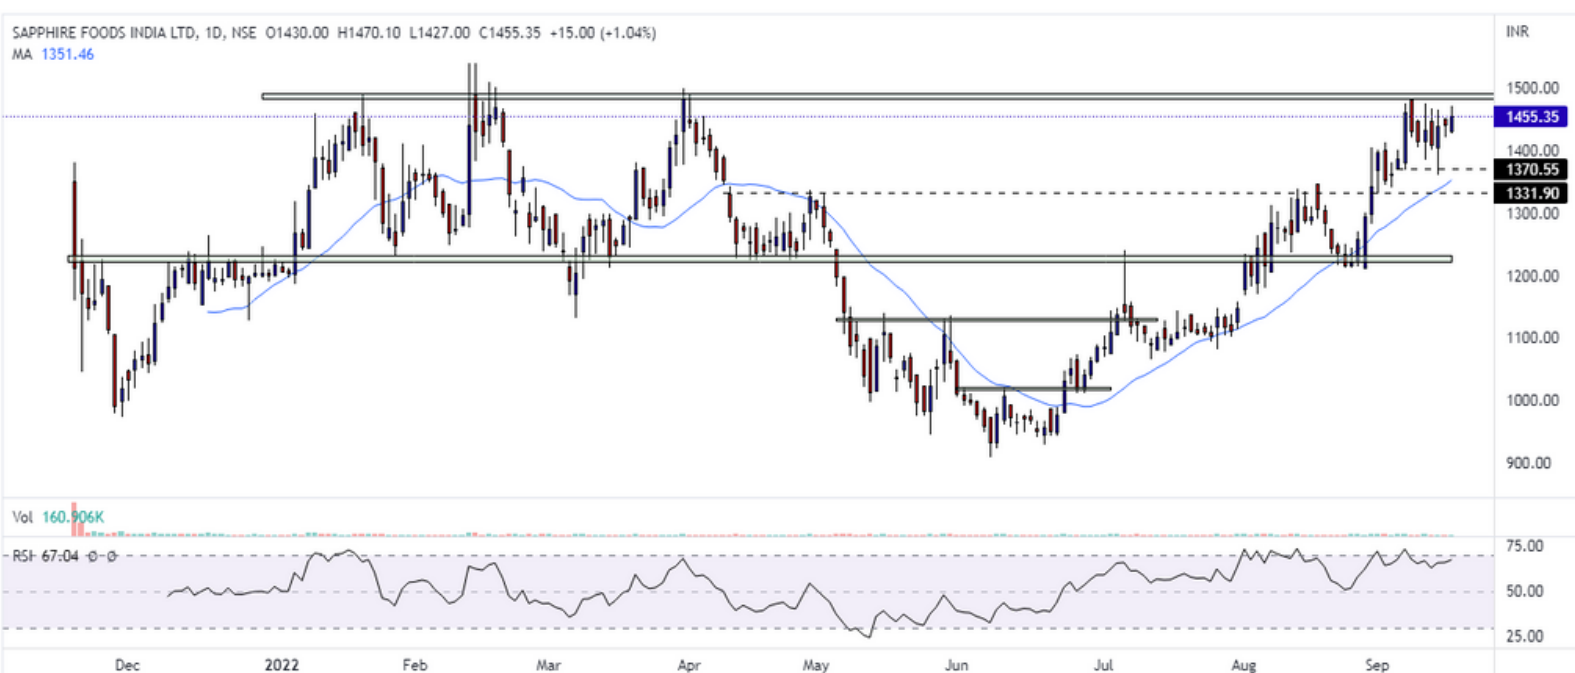 SAPPHIRE FOODS INDIA LTD, 1D, NSE O1430.00 H1470.10 L1427.00 C1455.35 +15.00 (+1.04%)
INR
MA 1351.46
1500.00
1455.35
1400.00
1370.55
1331.90
1300.00
1200.00
1100.00
1000.00
900.00
Vol 160.906K
75.00
RSI 67.04 ∅ ∅
50.00
25.00
Dec 2022 Feb Mar Apr May Jun Jul Aug Sep